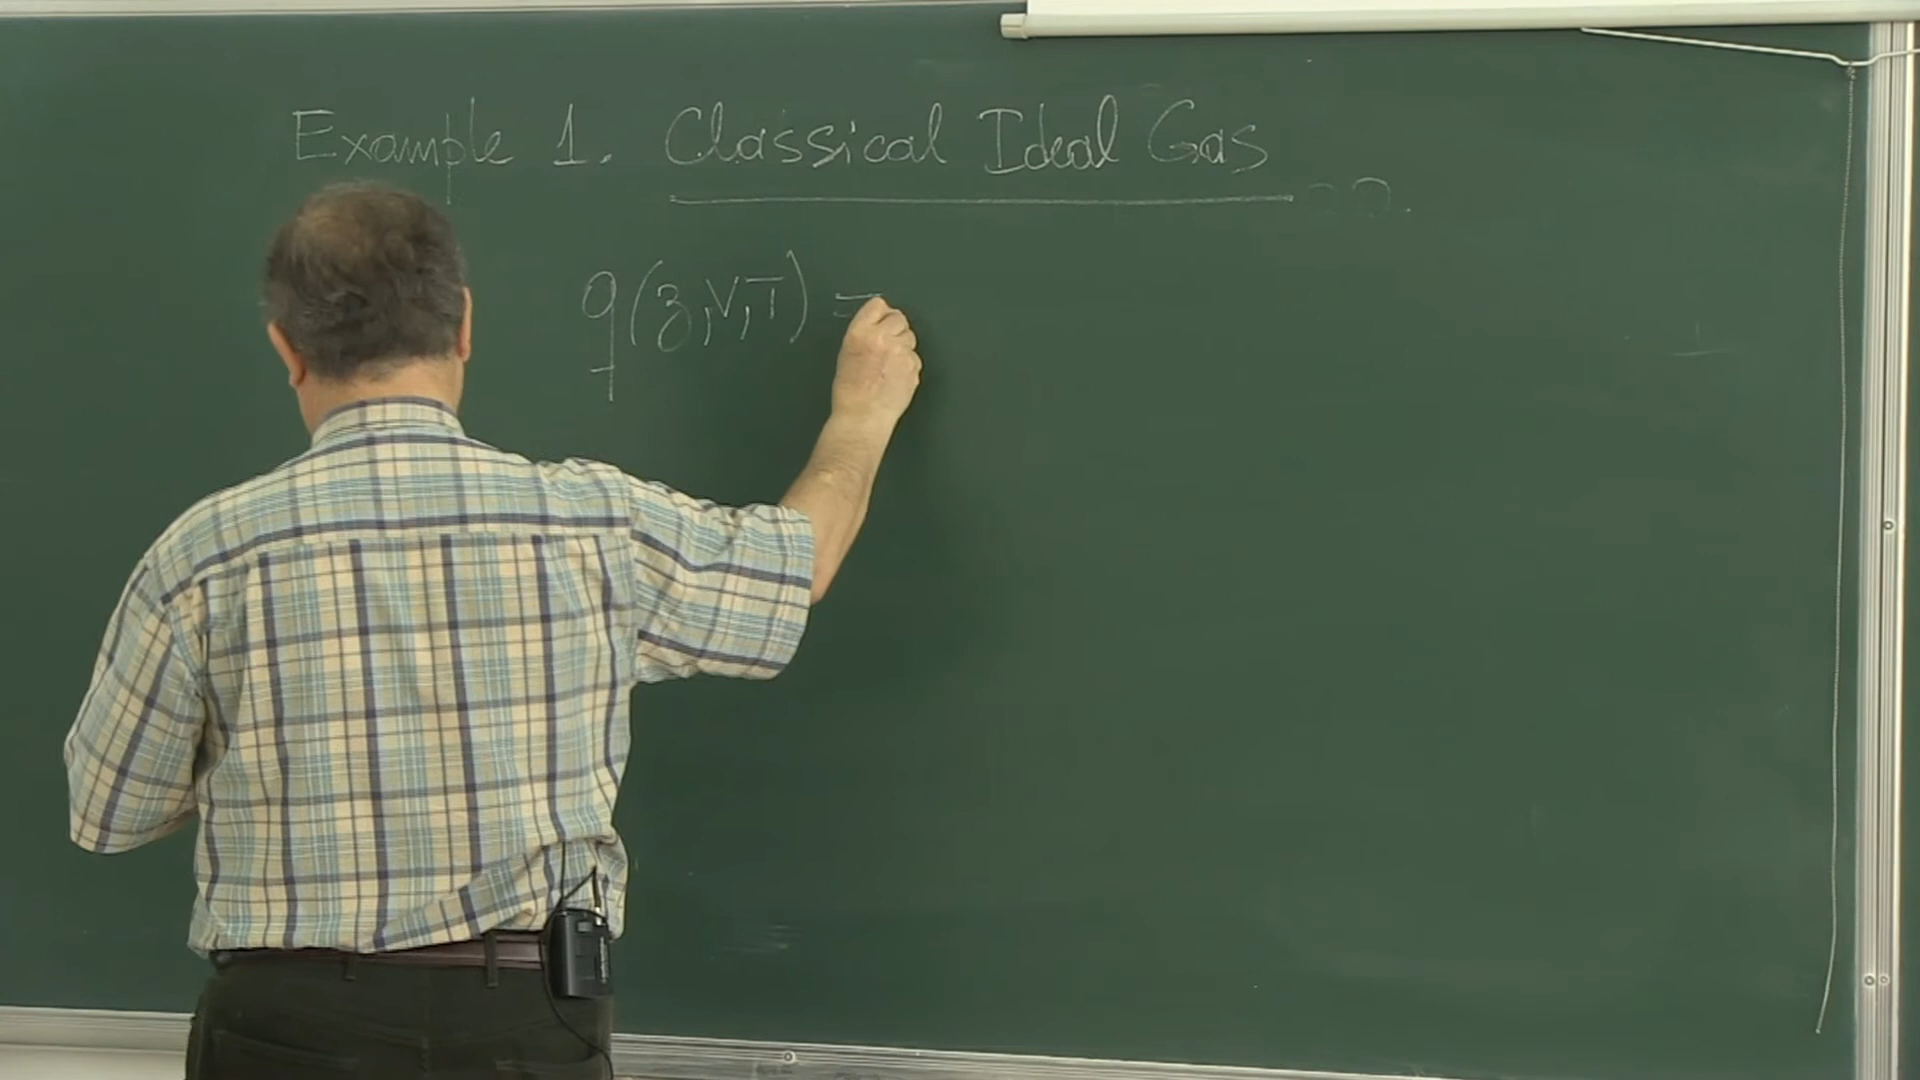 Example 1. Classical Ideal Gas
q(z,V,T) =